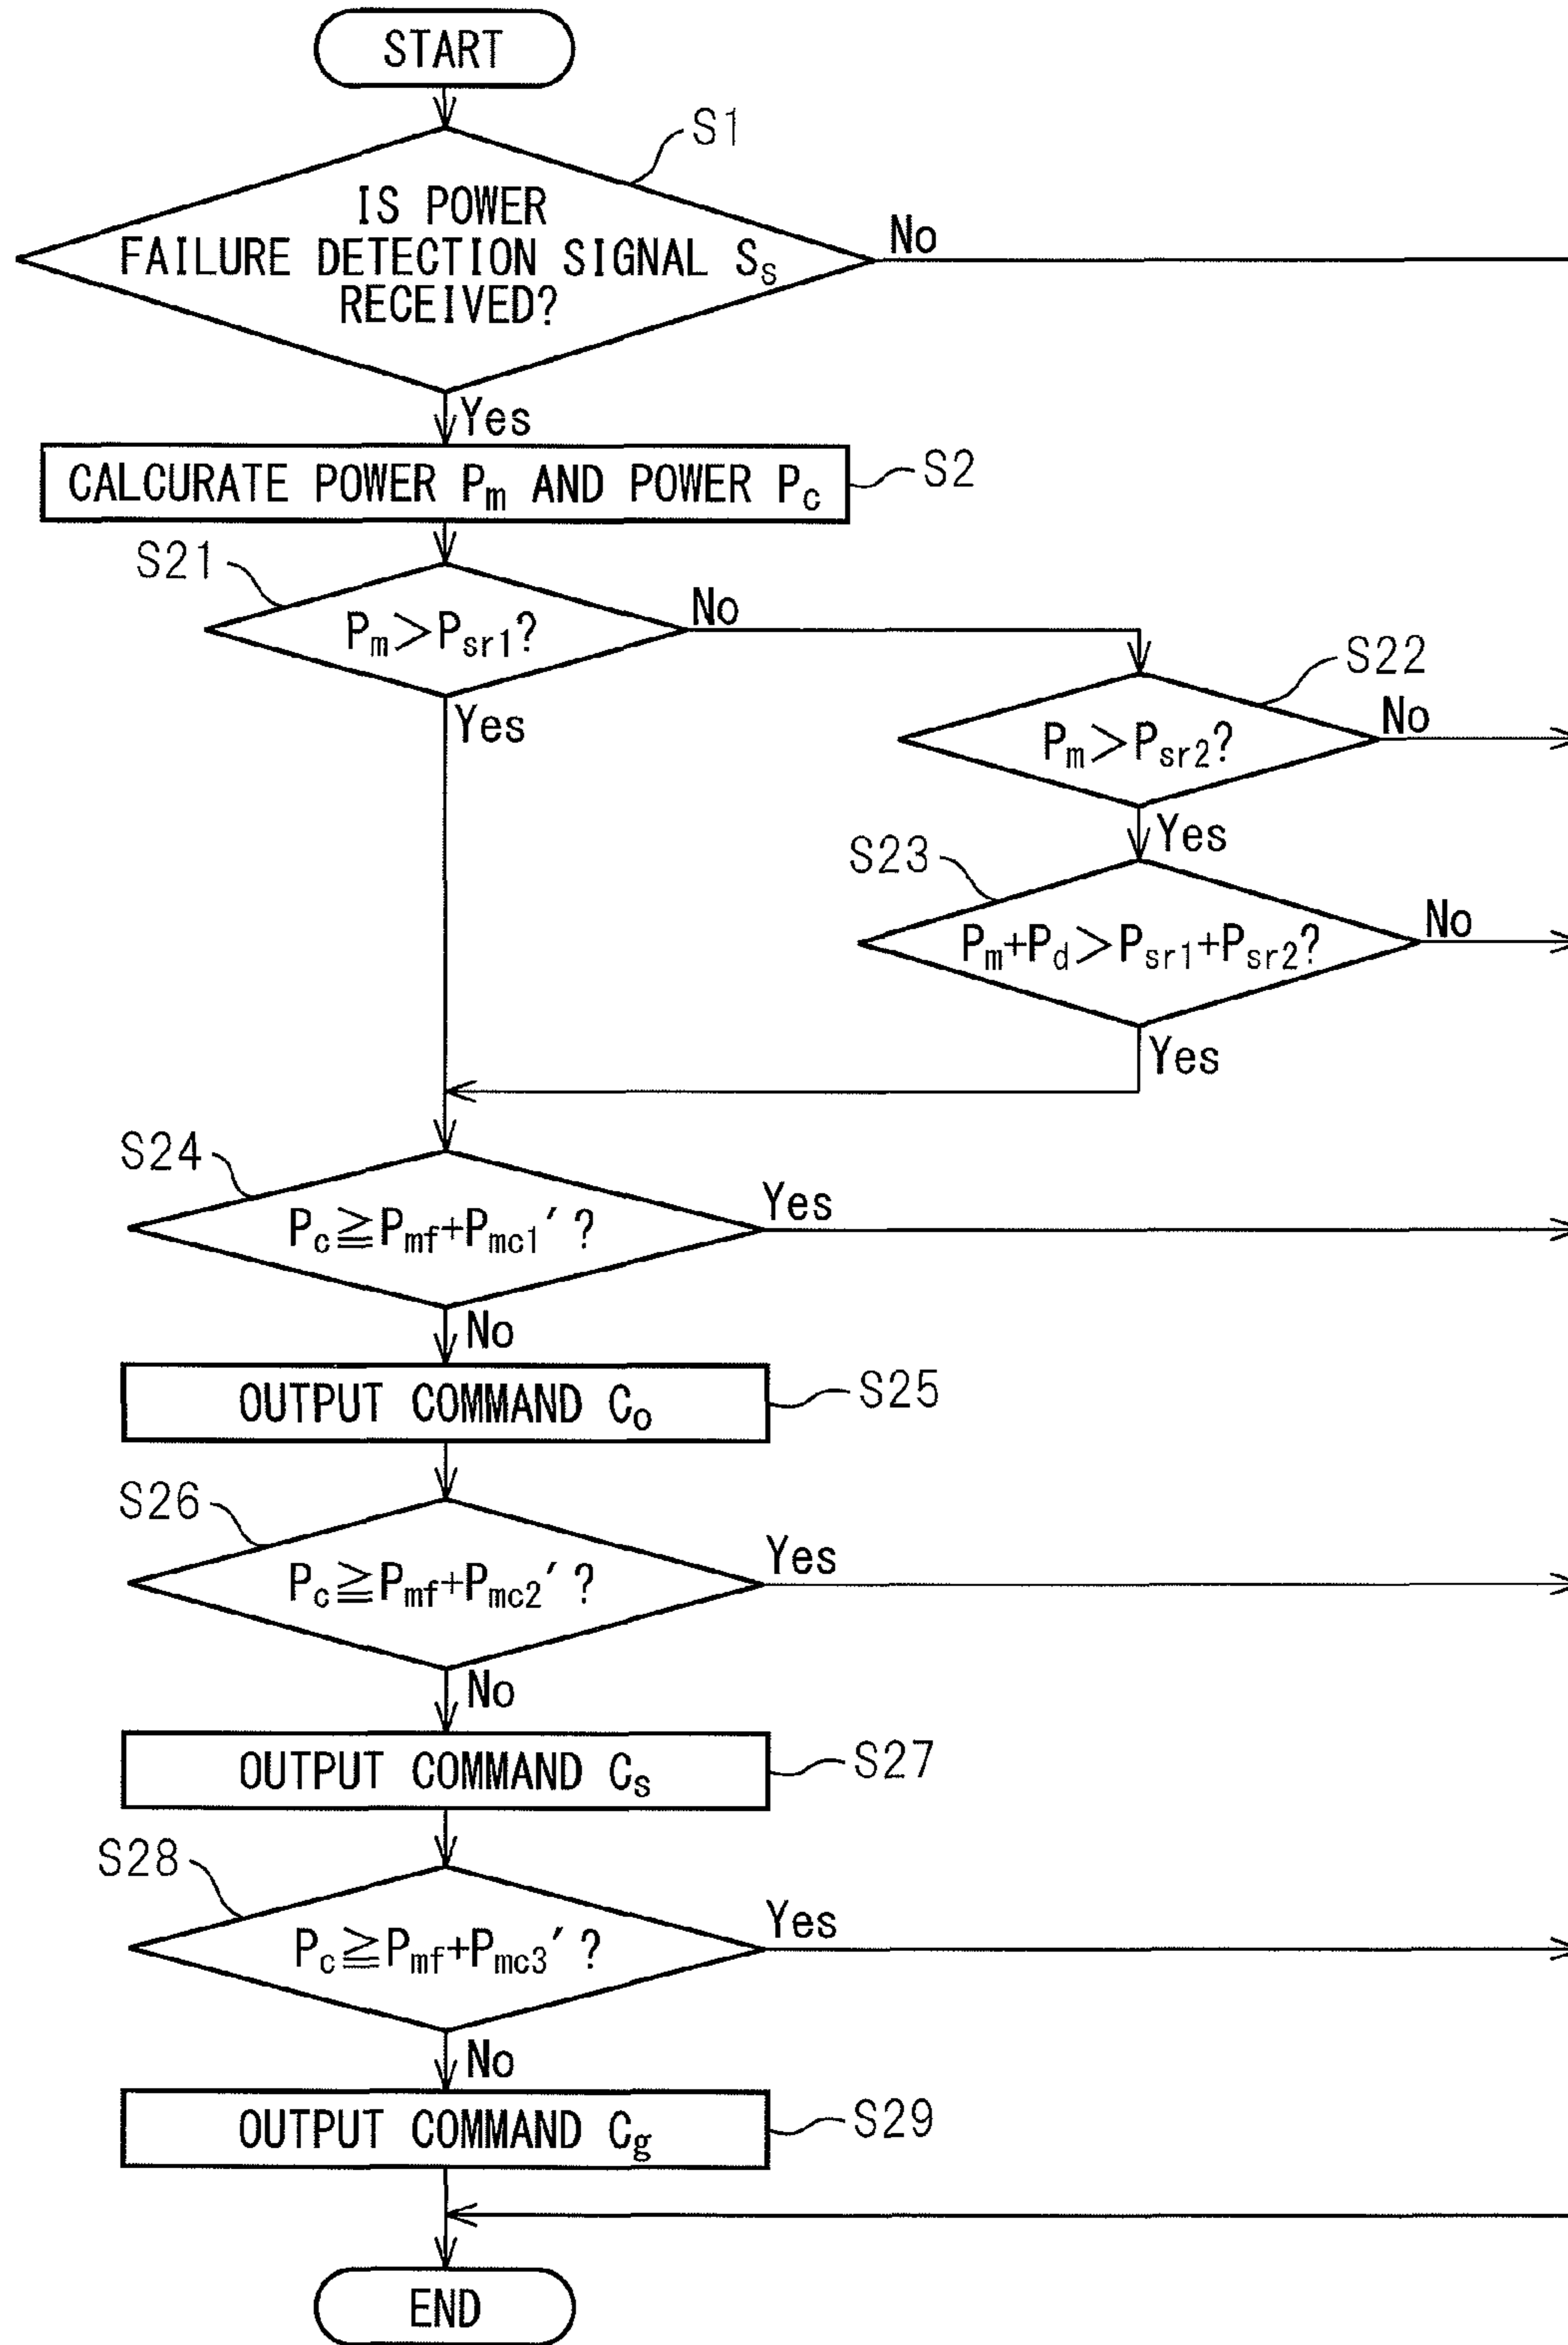 START
S1
IS POWER
FAILURE DETECTION SIGNAL Ss
RECEIVED?
No
Yes
CALCURATE POWER Pm AND POWER Pc
S2
S21
Pm>Psr1?
No
Yes
S22
Pm>Psr2?
No
Yes
S23
Pm+Pd>Psr1+Psr2?
No
Yes
S24
Pc≧Pmf+Pmc1′?
Yes
No
OUTPUT COMMAND Co
S25
S26
Pc≧Pmf+Pmc2′?
Yes
No
OUTPUT COMMAND Cs
S27
S28
Pc≧Pmf+Pmc3′?
Yes
No
OUTPUT COMMAND Cg
S29
END